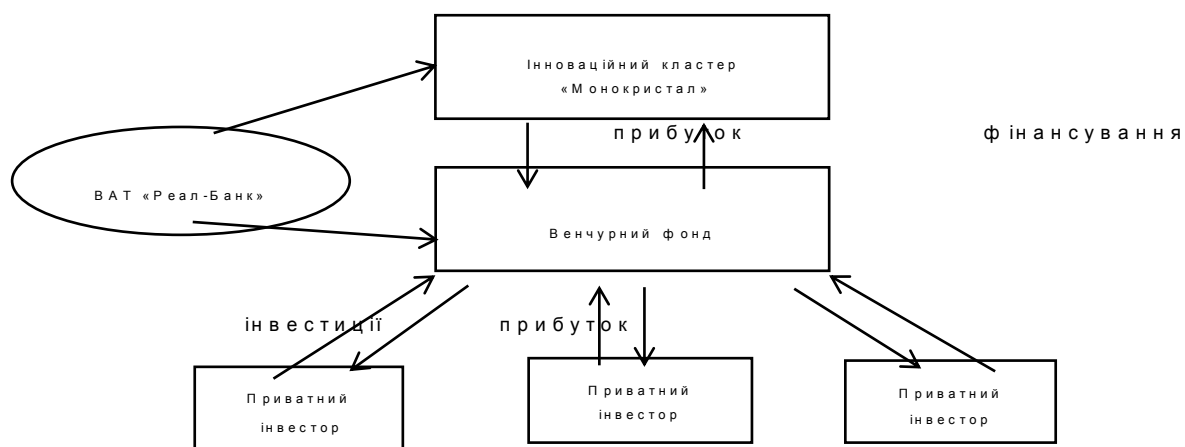 Інноваційний кластер
«Монокристал»
прибуток
фінансування
ВАТ «Реал-Банк»
Венчурний фонд
інвестиції
прибуток
Приватний
інвестор
Приватний
інвестор
Приватний
інвестор